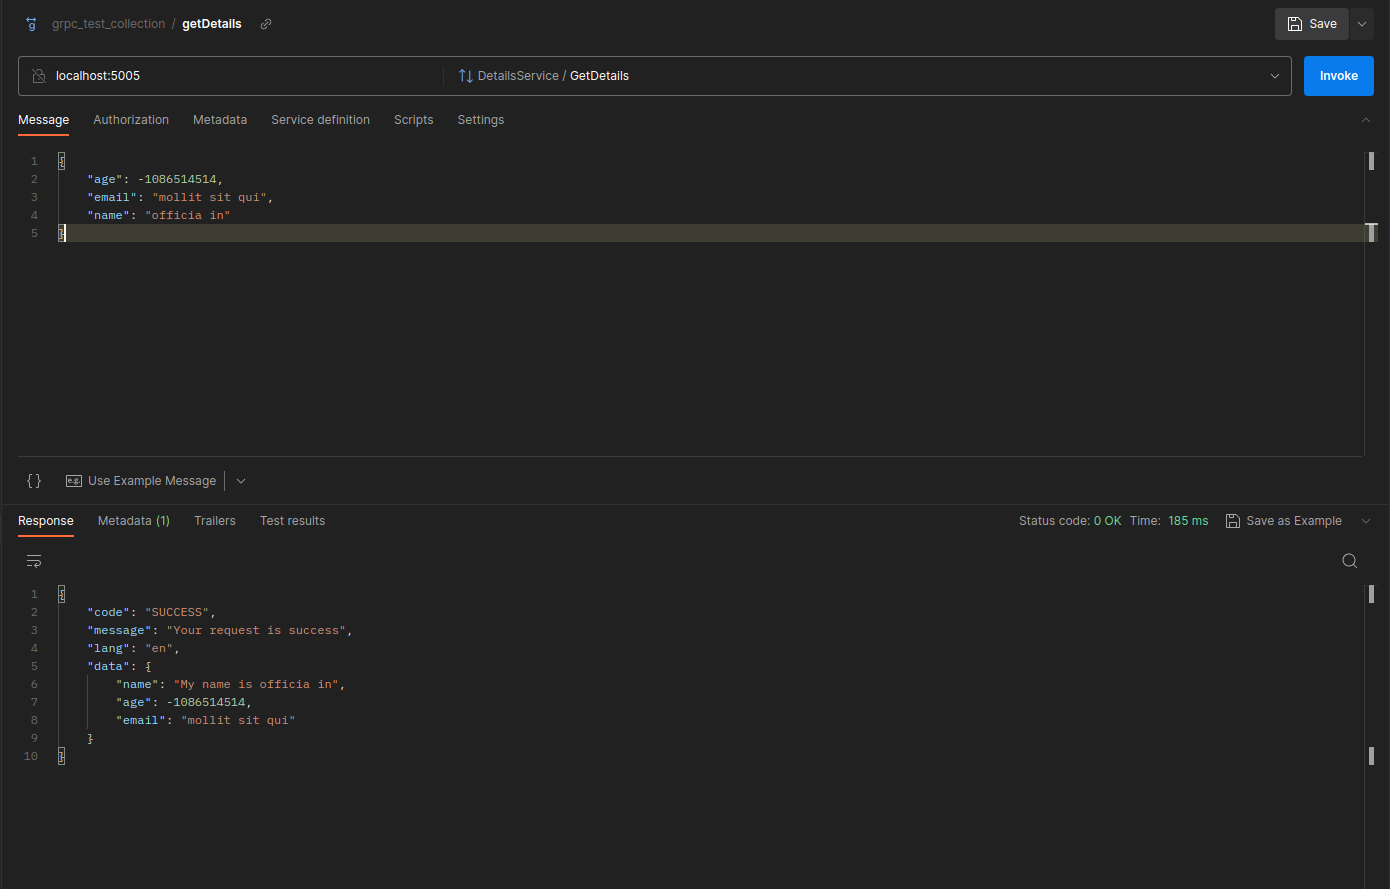 grpc_test_collection / getDetails
Save
localhost:5005
DetailsService / GetDetails
Invoke
Message Authorization Metadata Service definition Scripts Settings
1 {
2 "age": -1086514514,
3 "email": "mollit sit qui",
4 "name": "officia in"
5 }
{} e.g. Use Example Message
Response Metadata (1) Trailers Test results
Status code: 0 OK Time: 185 ms Save as Example
1 {
2 "code": "SUCCESS",
3 "message": "Your request is success",
4 "lang": "en",
5 "data": {
6 "name": "My name is officia in",
7 "age": -1086514514,
8 "email": "mollit sit qui"
9 }
10 }